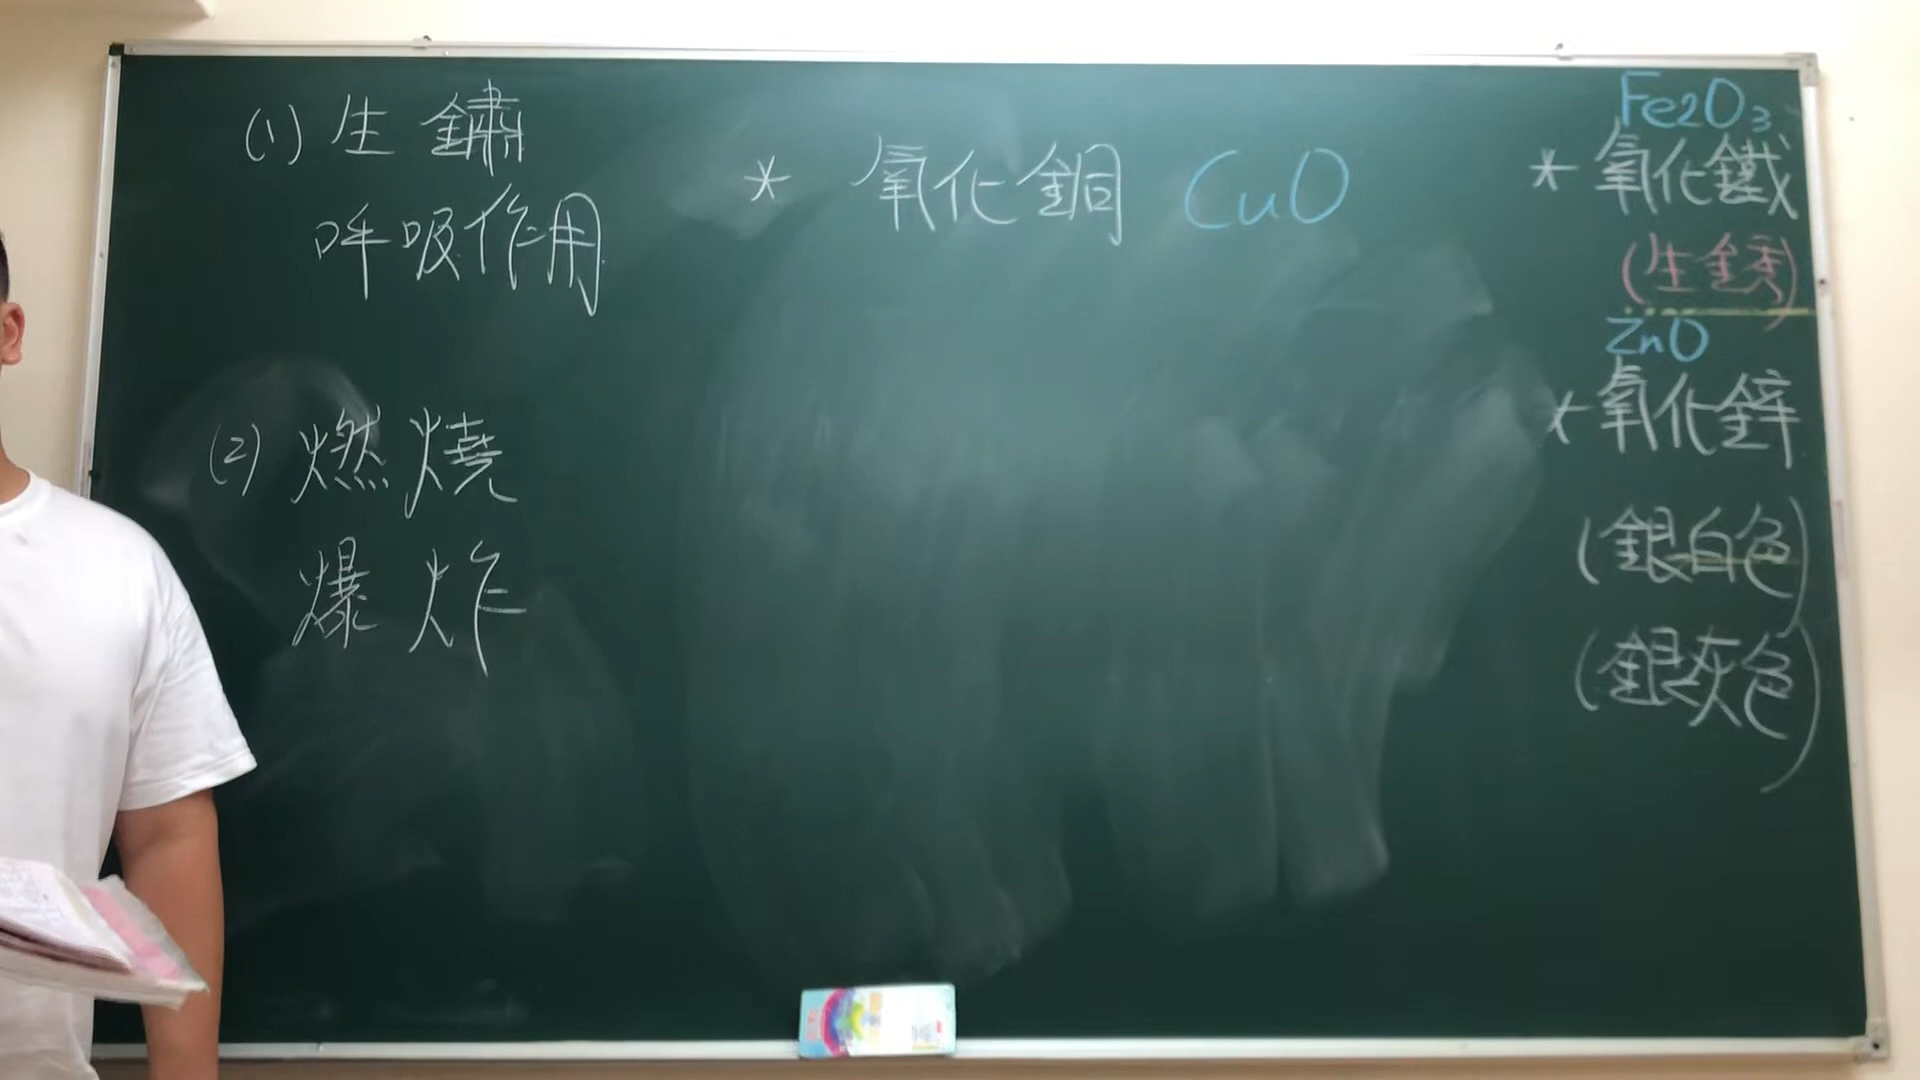 (1) 生鏽
呼吸作用
(2) 燃燒
爆炸
* 氧化銅 CuO
Fe2O3
* 氧化鐵
(生銹)
ZnO
* 氧化鋅
(銀白色)
(銀灰色)